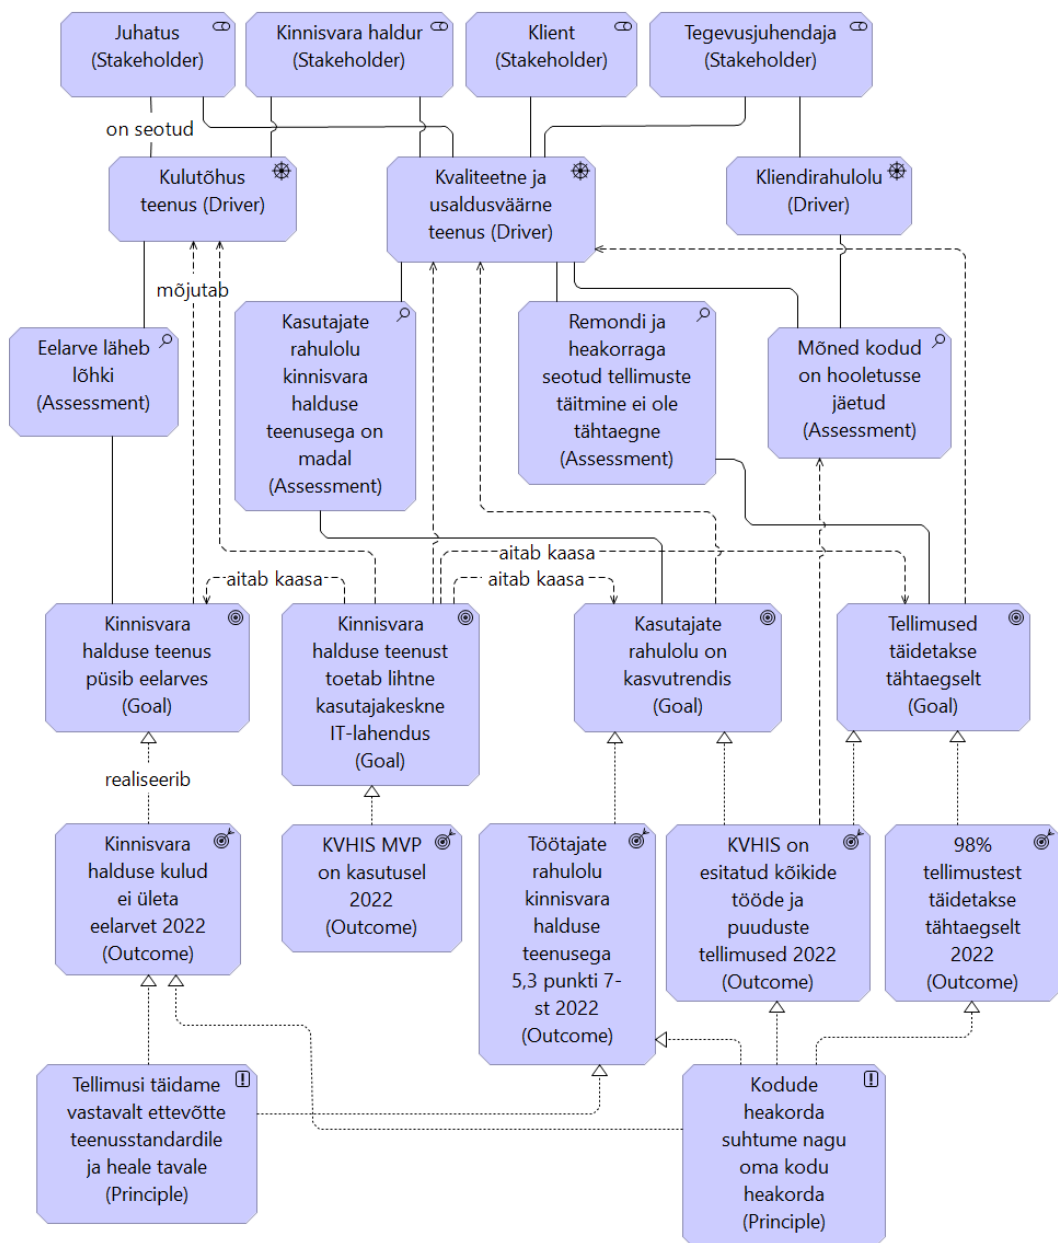 Juhatus
(Stakeholder)
Kinnisvara haldur
(Stakeholder)
Klient
(Stakeholder)
Tegevusjuhendaja
(Stakeholder)
on seotud
Kulutõhus
teenus (Driver)
Kvaliteetne ja
usaldusväärne
teenus (Driver)
Kliendirahulolu
(Driver)
mõjutab
Eelarve läheb
lõhki
(Assessment)
Kasutajate
rahulolu
kinnisvara
halduse
teenusega on
madal
(Assessment)
Remondi ja
heakorraga
seotud tellimuste
täitmine ei ole
tähtaegne
(Assessment)
Mõned kodud
on hooletusse
jäetud
(Assessment)
aitab kaasa
aitab kaasa
aitab kaasa
Kinnisvara
halduse teenus
püsib eelarves
(Goal)
Kinnisvara
halduse teenust
toetab lihtne
kasutajakeskne
IT-lahendus
(Goal)
Kasutajate
rahulolu on
kasvutrendis
(Goal)
Tellimused
täidetakse
tähtaegselt
(Goal)
realiseerib
Kinnisvara
halduse kulud
ei ületa
eelarvet 2022
(Outcome)
KVHIS MVP
on kasutusel
2022
(Outcome)
Töötajate
rahulolu
kinnisvara
halduse
teenusega
5,3 punkti 7-
st 2022
(Outcome)
KVHIS on
esitatud kõikide
tööde ja
puuduste
tellimused 2022
(Outcome)
98%
tellimustest
täidetakse
tähtaegselt
2022
(Outcome)
Tellimusi täidame
vastavalt ettevõtte
teenusstandardile
ja heale tavale
(Principle)
Kodude
heakorda
suhtume nagu
oma kodu
heakorda
(Principle)